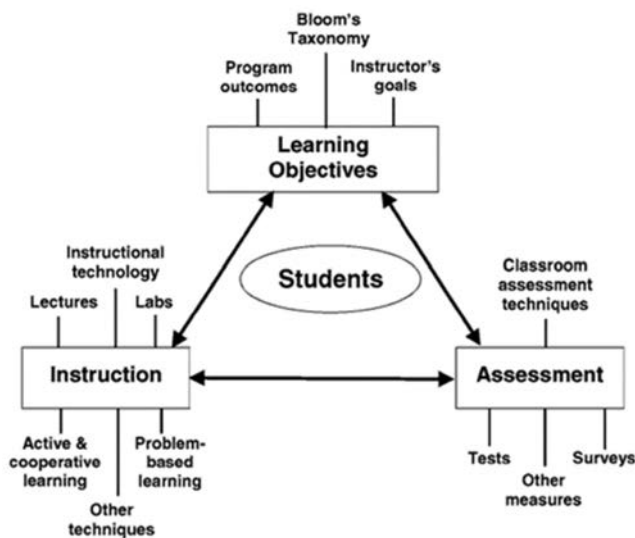 Bloom's
Taxonomy
Program
outcomes
Instructor's
goals
Learning
Objectives
Instructional
technology
Lectures
Labs
Students
Classroom
assessment
techniques
Instruction
Assessment
Active &
cooperative
learning
Problem-
based
learning
Other
techniques
Tests
Surveys
Other
measures